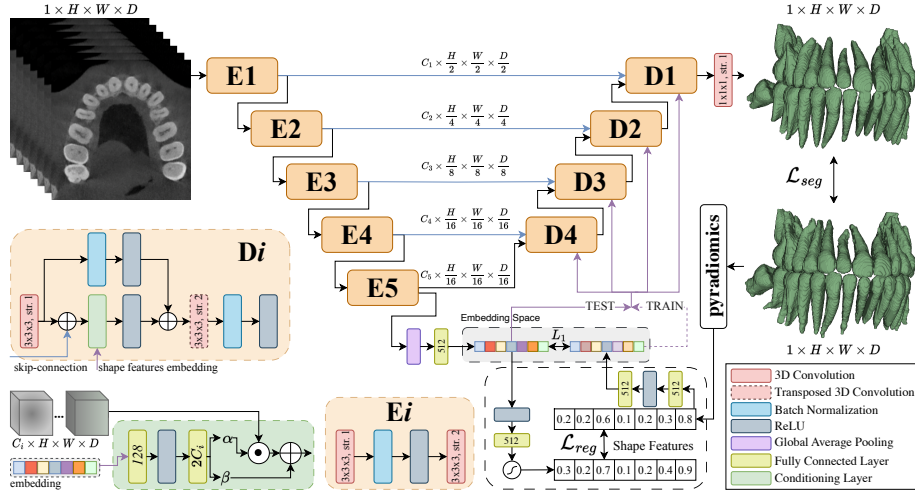 1 × H × W × D
1 × H × W × D
E1
C₁ × H/2 × W/2 × D/2
D1
1x1x1, str. 1
E2
C₂ × H/4 × W/4 × D/4
D2
E3
C₃ × H/8 × W/8 × D/8
D3
ℒseg
E4
C₄ × H/16 × W/16 × D/16
D4
E5
C₅ × H/16 × W/16 × D/16
pyradiomics
Di
3x3x3, str. 1
3x3x3, str. 2
skip-connection
shape features embedding
TEST
TRAIN
Embedding Space
512
L₁
1 × H × W × D
Cᵢ × H × W × D
embedding
128
2Cᵢ
α
β
Ei
3x3x3, str. 1
3x3x3, str. 2
512
512
512
0.2 0.2 0.6 0.1 0.2 0.3 0.8
ℒreg
Shape Features
0.3 0.2 0.7 0.1 0.2 0.4 0.9
3D Convolution
Transposed 3D Convolution
Batch Normalization
ReLU
Global Average Pooling
Fully Connected Layer
Conditioning Layer